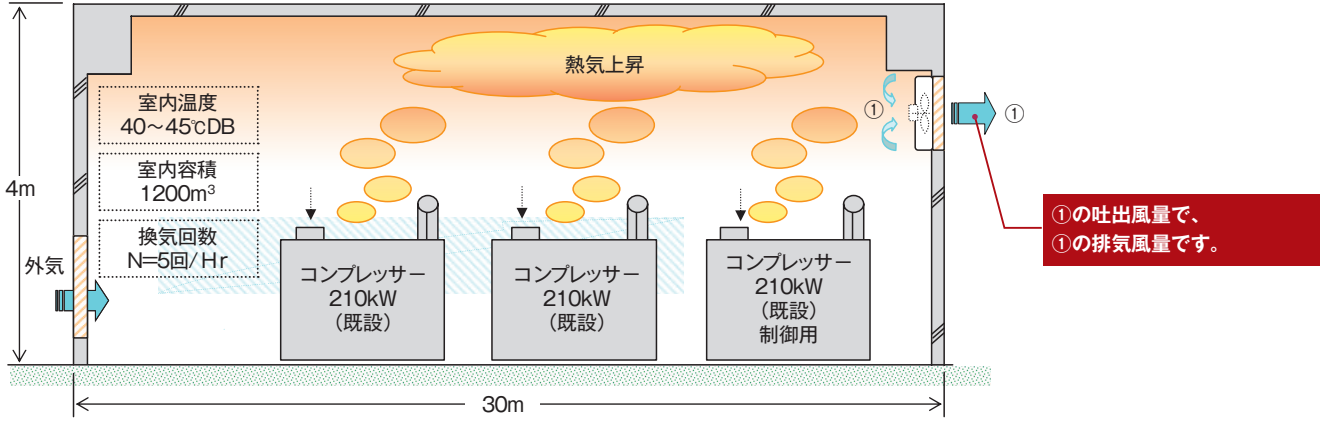 熱気上昇
室内温度
40～45℃DB
①
①
4m
室内容積
1200m³
①の吐出風量で、
①の排気風量です。
換気回数
N=5回/Hr
外気
コンプレッサー
210kW
（既設）
コンプレッサー
210kW
（既設）
コンプレッサー
210kW
（既設）
制御用
30m